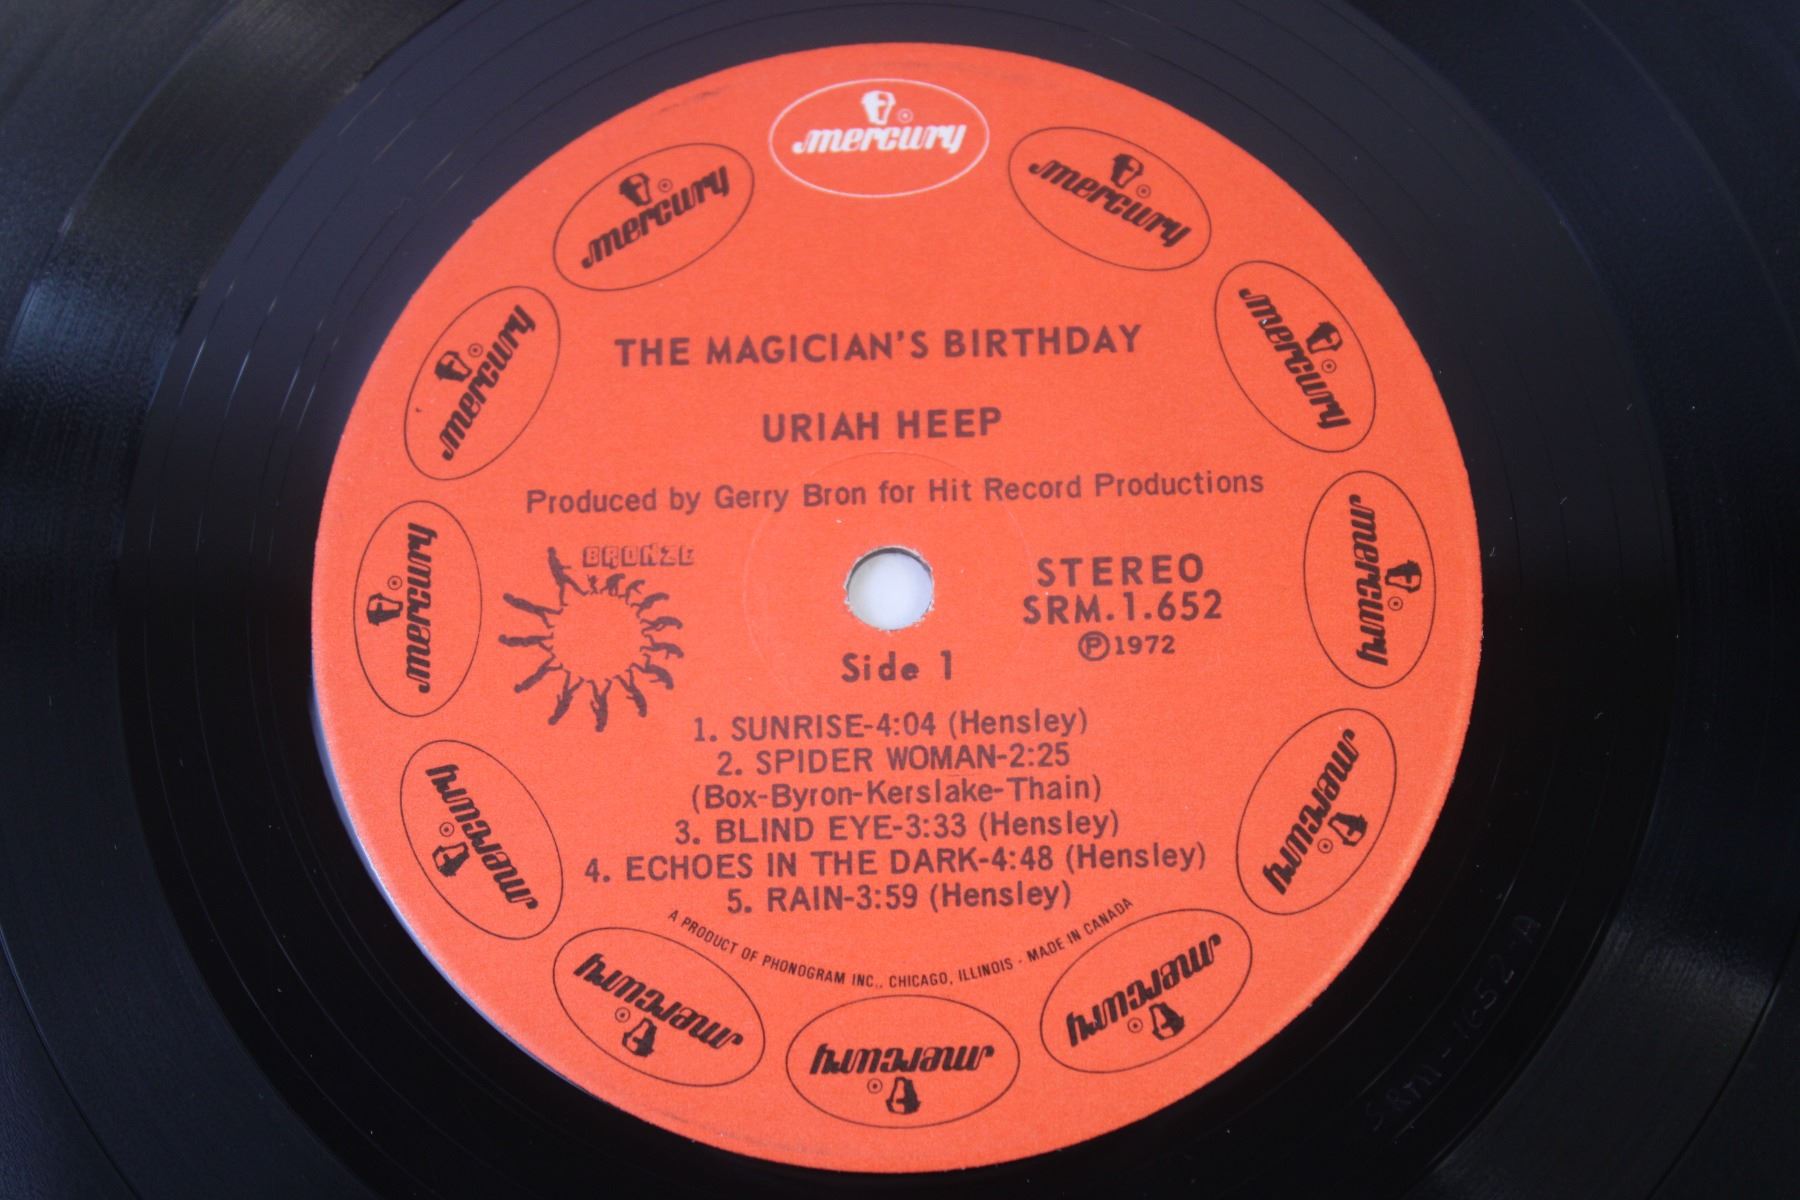 mercury
mercury
mercury
mercury
mercury
mercury
mercury
mercury
mercury
mercury
mercury
mercury
THE MAGICIAN'S BIRTHDAY
URIAH HEEP
Produced by Gerry Bron for Hit Record Productions
BRONZE
STEREO
SRM.1.652
Ⓟ1972
Side 1
1. SUNRISE-4:04 (Hensley)
2. SPIDER WOMAN-2:25
(Box-Byron-Kerslake-Thain)
3. BLIND EYE-3:33 (Hensley)
4. ECHOES IN THE DARK-4:48 (Hensley)
5. RAIN-3:59 (Hensley)
A PRODUCT OF PHONOGRAM INC., CHICAGO, ILLINOIS · MADE IN CANADA
SRM-1652-A